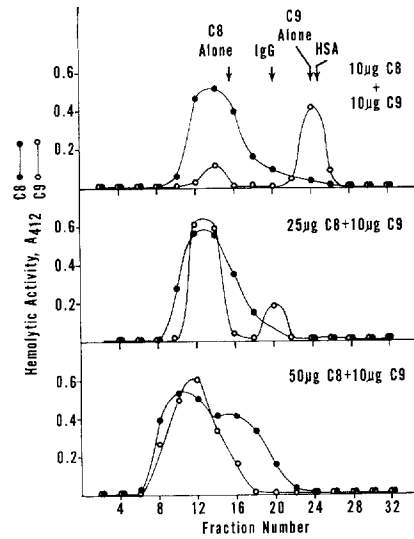 C8 Alone
IgG
C9 Alone
HSA
10µg C8 + 10µg C9
0.6
0.4
0.2
C8
C9
Hemolytic Activity, A412
25µg C8+10µg C9
0.6
0.4
0.2
50µg C8+10µg C9
0.6
0.4
0.2
4 8 12 16 20 24 28 32
Fraction Number